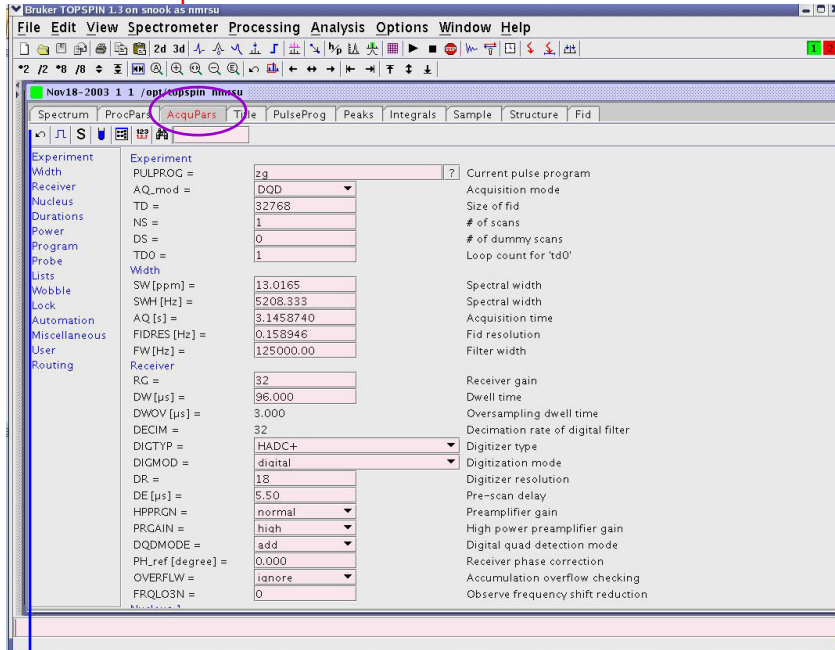 Bruker TOPSPIN 1.3 on snook as nmrsu
File Edit View Spectrometer Processing Analysis Options Window Help
2d 3d
1 2
*2 /2 *8 /8
Nov18-2003 1 1 /opt/topspin nmrsu
Spectrum ProcPars AcquPars Title PulseProg Peaks Integrals Sample Structure Fid
S 123
Experiment
Width
Receiver
Nucleus
Durations
Power
Program
Probe
Lists
Wobble
Lock
Automation
Miscellaneous
User
Routing
Experiment
PULPROG = zg ? Current pulse program
AQ_mod = DQD Acquisition mode
TD = 32768 Size of fid
NS = 1 # of scans
DS = 0 # of dummy scans
TD0 = 1 Loop count for 'td0'
Width
SW [ppm] = 13.0165 Spectral width
SWH [Hz] = 5208.333 Spectral width
AQ [s] = 3.1458740 Acquisition time
FIDRES [Hz] = 0.158946 Fid resolution
FW [Hz] = 125000.00 Filter width
Receiver
RG = 32 Receiver gain
DW [µs] = 96.000 Dwell time
DWOV [µs] = 3.000 Oversampling dwell time
DECIM = 32 Decimation rate of digital filter
DIGTYP = HADC+ Digitizer type
DIGMOD = digital Digitization mode
DR = 18 Digitizer resolution
DE [µs] = 5.50 Pre-scan delay
HPPRGN = normal Preamplifier gain
PRGAIN = high High power preamplifier gain
DQDMODE = add Digital quad detection mode
PH_ref [degree] = 0.000 Receiver phase correction
OVERFLW = ignore Accumulation overflow checking
FRQLO3N = 0 Observe frequency shift reduction